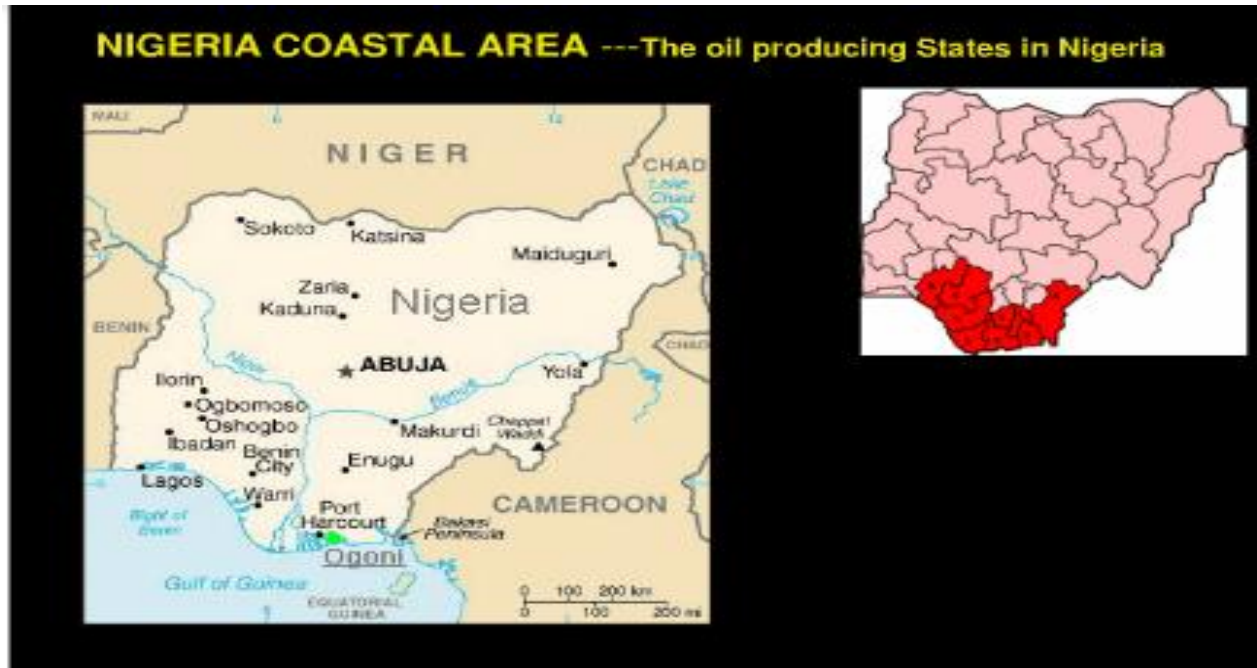 NIGERIA COASTAL AREA ---The oil producing States in Nigeria
MALI
8
12
NIGER
CHAD
Lake
Chad
Sokoto
Katsina
Maiduguri
Zaria
Kaduna
Nigeria
BENIN
Niger
ABUJA
CHAD
Ilorin
Benue
Yola
Ogbomoso
Oshogbo
Makurdi
Chappal
Waddi
Ibadan
Benin
City
Enugu
Lagos
Warri
CAMEROON
Port
Harcourt
Bight of
Benin
Bakasi
Peninsula
Ogoni
Gulf of Guinea
EQUATORIAL
GUINEA
0 100 200 km
0 100 200 mi